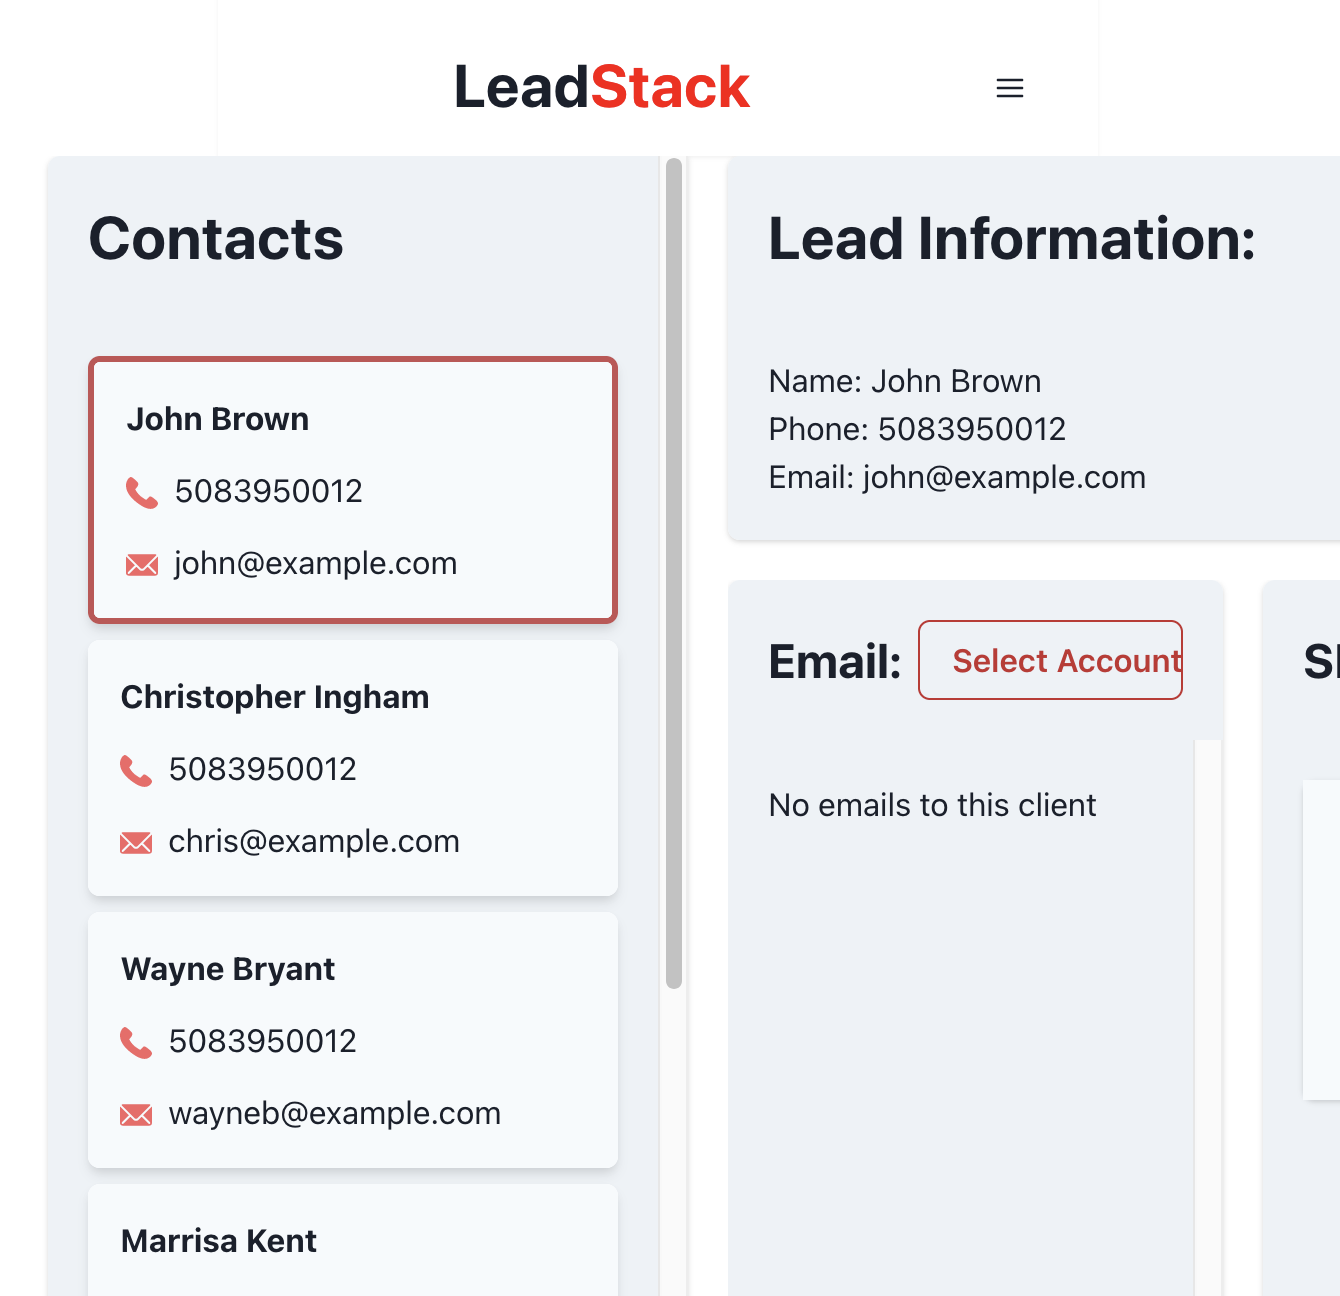 LeadStack
Contacts
John Brown
5083950012
john@example.com
Christopher Ingham
5083950012
chris@example.com
Wayne Bryant
5083950012
wayneb@example.com
Marrisa Kent
Lead Information:
Name: John Brown
Phone: 5083950012
Email: john@example.com
Email:
Select Account
No emails to this client